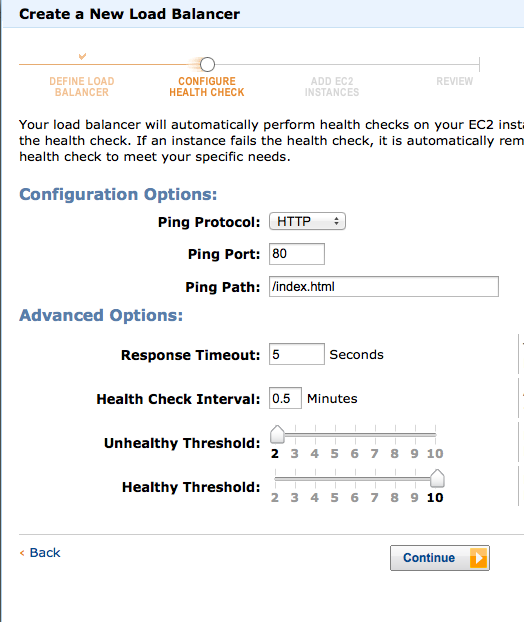 Create a New Load Balancer
DEFINE LOAD
BALANCER
CONFIGURE
HEALTH CHECK
ADD EC2
INSTANCES
REVIEW
Your load balancer will automatically perform health checks on your EC2
the health check. If an instance fails the health check, it is automatically
health check to meet your specific needs.
Configuration Options:
Ping Protocol: HTTP
Ping Port: 80
Ping Path: /index.html
Advanced Options:
Response Timeout: 5 Seconds
Health Check Interval: 0.5 Minutes
Unhealthy Threshold:
2 3 4 5 6 7 8 9 10
Healthy Threshold:
2 3 4 5 6 7 8 9 10
< Back
Continue